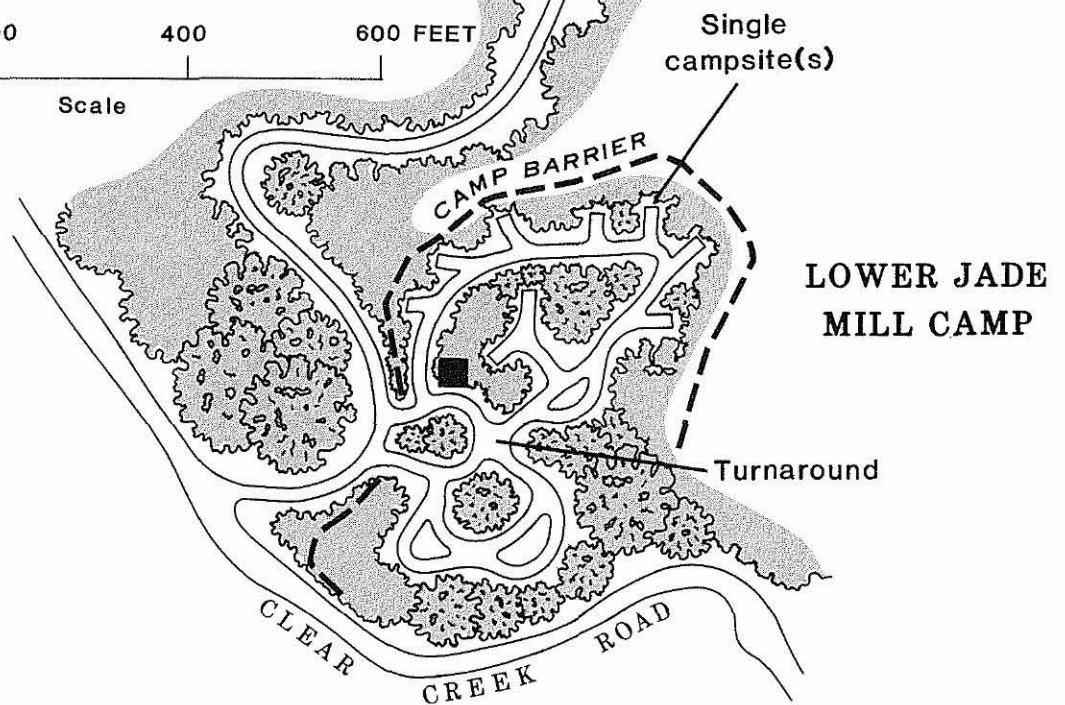 400 600 FEET
Scale
Single
campsite(s)
CAMP BARRIER
LOWER JADE
MILL CAMP
Turnaround
CLEAR CREEK ROAD